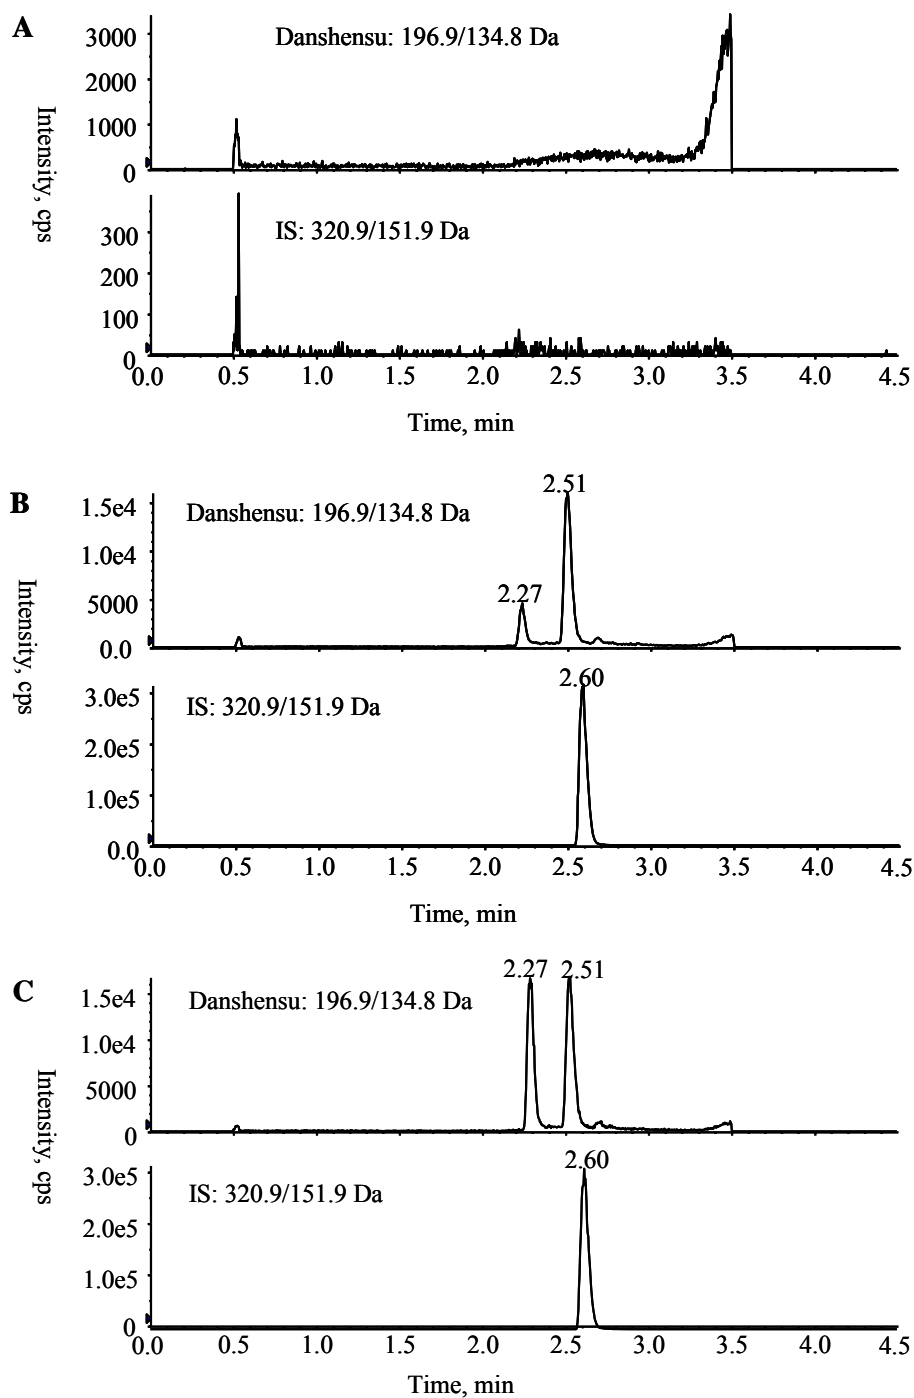 A
Danshensu: 196.9/134.8 Da
3000
2000
1000
0
Intensity, cps
IS: 320.9/151.9 Da
300
200
100
0
0.0 0.5 1.0 1.5 2.0 2.5 3.0 3.5 4.0 4.5
Time, min
B
2.51
Danshensu: 196.9/134.8 Da
1.5e4
1.0e4
2.27
5000
0.0
Intensity, cps
2.60
IS: 320.9/151.9 Da
3.0e5
2.0e5
1.0e5
0.0
0.0 0.5 1.0 1.5 2.0 2.5 3.0 3.5 4.0 4.5
Time, min
C
2.27 2.51
Danshensu: 196.9/134.8 Da
1.5e4
1.0e4
5000
0
Intensity, cps
2.60
IS: 320.9/151.9 Da
3.0e5
2.0e5
1.0e5
0
0.0 0.5 1.0 1.5 2.0 2.5 3.0 3.5 4.0 4.5
Time, min